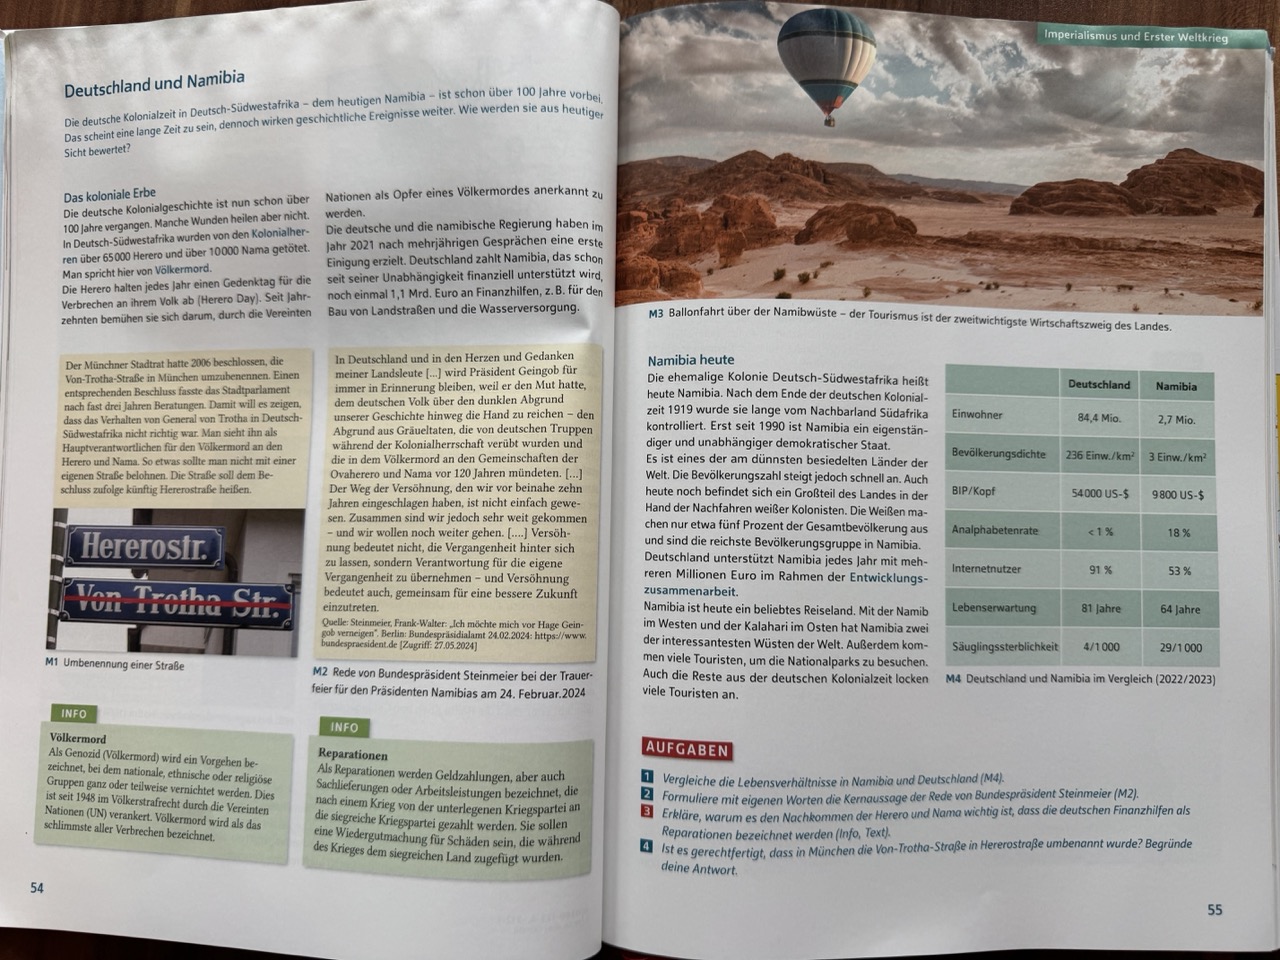 Deutschland und Namibia
Die deutsche Kolonialzeit in Deutsch-Südwestafrika – dem heutigen Namibia – ist schon über 100 Jahre vorbei.
Das scheint eine lange Zeit zu sein, dennoch wirken geschichtliche Ereignisse weiter. Wie werden sie aus heutiger
Sicht bewertet?
Das koloniale Erbe
Die deutsche Kolonialgeschichte ist nun schon über
100 Jahre vergangen. Manche Wunden heilen aber nicht.
In Deutsch-Südwestafrika wurden von den Kolonialher-
ren über 65 000 Herero und über 10 000 Nama getötet.
Man spricht hier von Völkermord.
Die Herero halten jedes Jahr einen Gedenktag für die
Verbrechen an ihrem Volk ab (Herero Day). Seit Jahr-
zehnten bemühen sie sich darum, durch die Vereinten
Nationen als Opfer eines Völkermordes anerkannt zu
werden.
Die deutsche und die namibische Regierung haben im
Jahr 2021 nach mehrjährigen Gesprächen eine erste
Einigung erzielt. Deutschland zahlt Namibia, das schon
seit seiner Unabhängigkeit finanziell unterstützt wird,
noch einmal 1,1 Mrd. Euro an Finanzhilfen, z. B. für den
Bau von Landstraßen und die Wasserversorgung.
Der Münchner Stadtrat hatte 2006 beschlossen, die
Von-Trotha-Straße in München umzubenennen. Einen
entsprechenden Beschluss fasste das Stadtparlament
nach fast drei Jahren Beratungen. Damit will es zeigen,
dass das Verhalten von General von Trotha in Deutsch-
Südwestafrika nicht richtig war. Man sieht ihn als
Hauptverantwortlichen für den Völkermord an den
Herero und Nama. So etwas sollte man nicht mit einer
eigenen Straße belohnen. Die Straße soll dem Be-
schluss zufolge künftig Hererostraße heißen.
Hererostr.
Von Trotha Str.
M1 Umbenennung einer Straße
In Deutschland und in den Herzen und Gedanken
meiner Landsleute [...] wird Präsident Geingob für
immer in Erinnerung bleiben, weil er den Mut hatte,
dem deutschen Volk über den dunklen Abgrund
unserer Geschichte hinweg die Hand zu reichen – den
Abgrund aus Gräueltaten, die von deutschen Truppen
während der Kolonialherrschaft verübt wurden und
die in dem Völkermord an den Gemeinschaften der
Ovaherero und Nama vor 120 Jahren mündeten. [...]
Der Weg der Versöhnung, den wir vor beinahe zehn
Jahren eingeschlagen haben, ist nicht einfach gewe-
sen. Zusammen sind wir jedoch sehr weit gekommen
– und wir wollen noch weiter gehen. [....] Versöh-
nung bedeutet nicht, die Vergangenheit hinter sich
zu lassen, sondern Verantwortung für die eigene
Vergangenheit zu übernehmen – und Versöhnung
bedeutet auch, gemeinsam für eine bessere Zukunft
einzutreten.
Quelle: Steinmeier, Frank-Walter: „Ich möchte mich vor Hage Gein-
gob verneigen“. Berlin: Bundespräsidialamt 24.02.2024: https://www.
bundespraesident.de [Zugriff: 27.05.2024]
M2 Rede von Bundespräsident Steinmeier bei der Trauer-
feier für den Präsidenten Namibias am 24. Februar.2024
INFO
Völkermord
Als Genozid (Völkermord) wird ein Vorgehen be-
zeichnet, bei dem nationale, ethnische oder religiöse
Gruppen ganz oder teilweise vernichtet werden. Dies
ist seit 1948 im Völkerstrafrecht durch die Vereinten
Nationen (UN) verankert. Völkermord wird als das
schlimmste aller Verbrechen bezeichnet.
INFO
Reparationen
Als Reparationen werden Geldzahlungen, aber auch
Sachlieferungen oder Arbeitsleistungen bezeichnet, die
nach einem Krieg von der unterlegenen Kriegspartei an
die siegreiche Kriegspartei gezahlt werden. Sie sollen
eine Wiedergutmachung für Schäden sein, die während
des Krieges dem siegreichen Land zugefügt wurden.
54
Imperialismus und Erster Weltkrieg
M3 Ballonfahrt über der Namibwüste – der Tourismus ist der zweitwichtigste Wirtschaftszweig des Landes.
Namibia heute
Die ehemalige Kolonie Deutsch-Südwestafrika heißt
heute Namibia. Nach dem Ende der deutschen Kolonial-
zeit 1919 wurde sie lange vom Nachbarland Südafrika
kontrolliert. Erst seit 1990 ist Namibia ein eigenstän-
diger und unabhängiger demokratischer Staat.
Es ist eines der am dünnsten besiedelten Länder der
Welt. Die Bevölkerungszahl steigt jedoch schnell an. Auch
heute noch befindet sich ein Großteil des Landes in der
Hand der Nachfahren weißer Kolonisten. Die Weißen ma-
chen nur etwa fünf Prozent der Gesamtbevölkerung aus
und sind die reichste Bevölkerungsgruppe in Namibia.
Deutschland unterstützt Namibia jedes Jahr mit meh-
reren Millionen Euro im Rahmen der Entwicklungs-
zusammenarbeit.
Namibia ist heute ein beliebtes Reiseland. Mit der Namib
im Westen und der Kalahari im Osten hat Namibia zwei
der interessantesten Wüsten der Welt. Außerdem kom-
men viele Touristen, um die Nationalparks zu besuchen.
Auch die Reste aus der deutschen Kolonialzeit locken
viele Touristen an.
Deutschland Namibia
Einwohner 84,4 Mio. 2,7 Mio.
Bevölkerungsdichte 236 Einw./km² 3 Einw./km²
BIP/Kopf 54 000 US-$ 9 800 US-$
Analphabetenrate < 1 % 18 %
Internetnutzer 91 % 53 %
Lebenserwartung 81 Jahre 64 Jahre
Säuglingssterblichkeit 4/1 000 29/1 000
M4 Deutschland und Namibia im Vergleich (2022/2023)
AUFGABEN
1 Vergleiche die Lebensverhältnisse in Namibia und Deutschland (M4).
2 Formuliere mit eigenen Worten die Kernaussage der Rede von Bundespräsident Steinmeier (M2).
3 Erkläre, warum es den Nachkommen der Herero und Nama wichtig ist, dass die deutschen Finanzhilfen als
Reparationen bezeichnet werden (Info, Text).
4 Ist es gerechtfertigt, dass in München die Von-Trotha-Straße in Hererostraße umbenannt wurde? Begründe
deine Antwort.
55